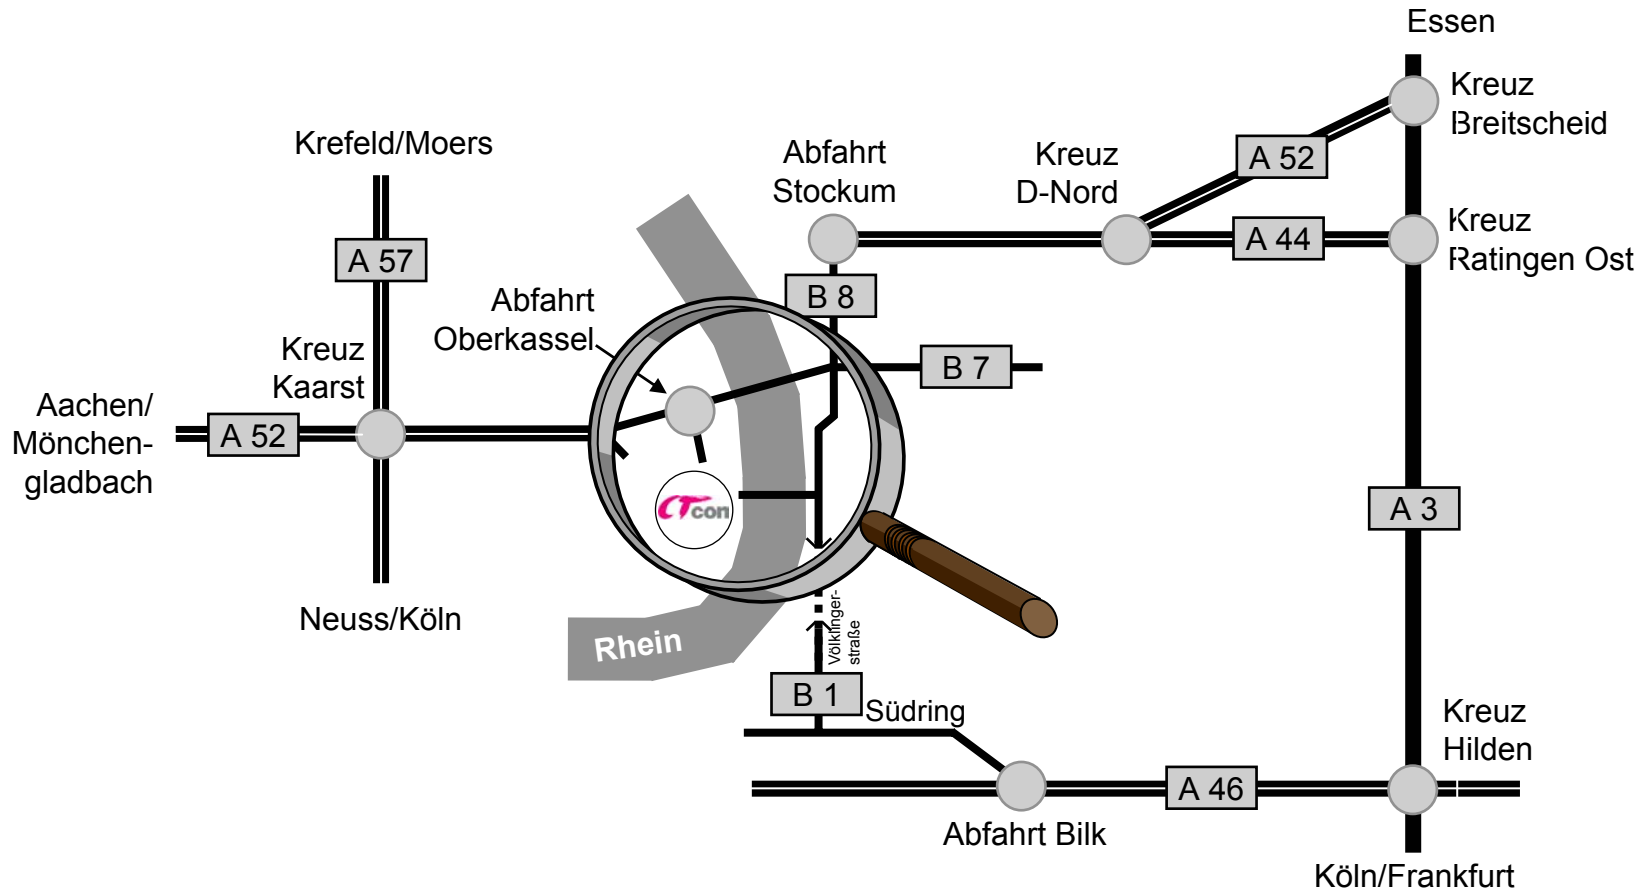 Essen
Kreuz
Breitscheid
A 52
Krefeld/Moers
Abfahrt
Stockum
Kreuz
D-Nord
A 44
Kreuz
Ratingen Ost
A 57
B 8
Abfahrt
Oberkassel
Kreuz
Kaarst
B 7
Aachen/
Mönchen-
gladbach
A 52
CTcon
A 3
Neuss/Köln
Rhein
Völklinger-
straße
B 1
Südring
Kreuz
Hilden
A 46
Abfahrt Bilk
Köln/Frankfurt